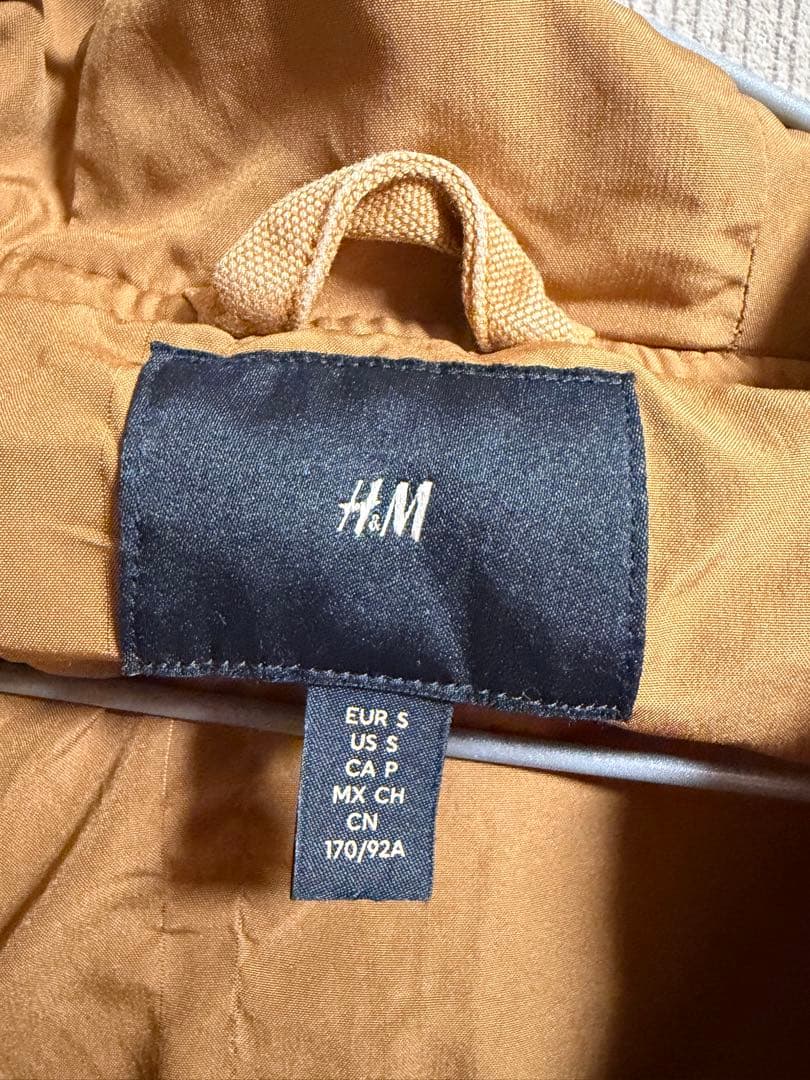 H&M
EUR S
US S
CA P
MX CH
CN
170/92A